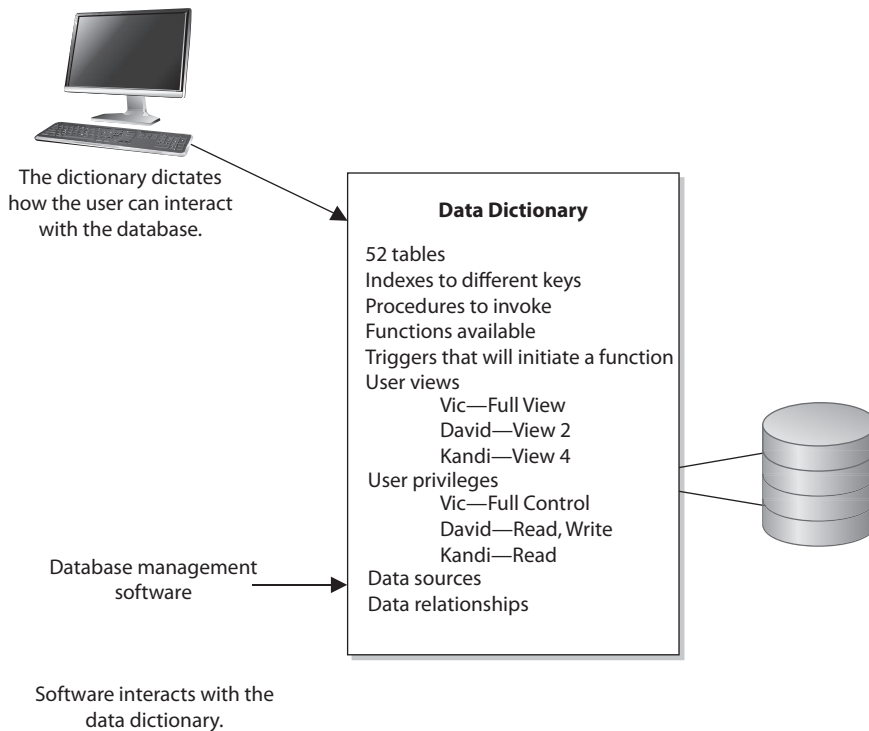 The dictionary dictates
how the user can interact
with the database.
Data Dictionary
52 tables
Indexes to different keys
Procedures to invoke
Functions available
Triggers that will initiate a function
User views
Vic—Full View
David—View 2
Kandi—View 4
User privileges
Vic—Full Control
David—Read, Write
Kandi—Read
Data sources
Data relationships
Database management
software
Software interacts with the
data dictionary.